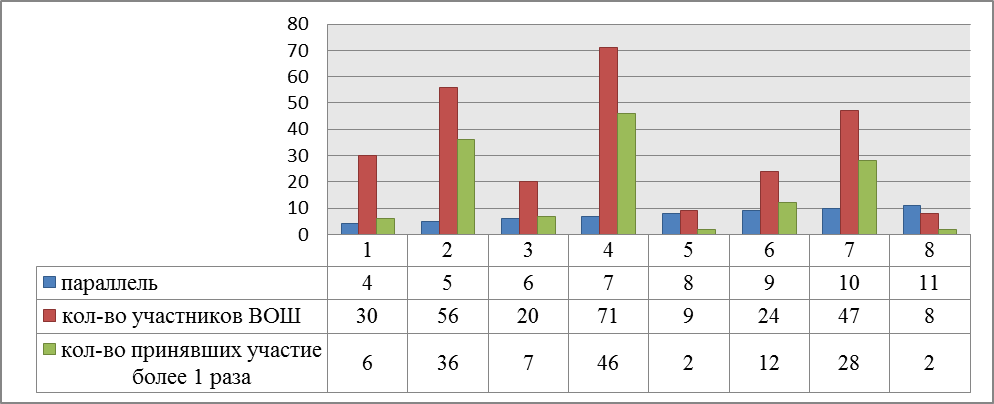 80
70
60
50
40
30
20
10
0
1 2 3 4 5 6 7 8
параллель 4 5 6 7 8 9 10 11
кол-во участников ВОШ 30 56 20 71 9 24 47 8
кол-во принявших участие
более 1 раза 6 36 7 46 2 12 28 2